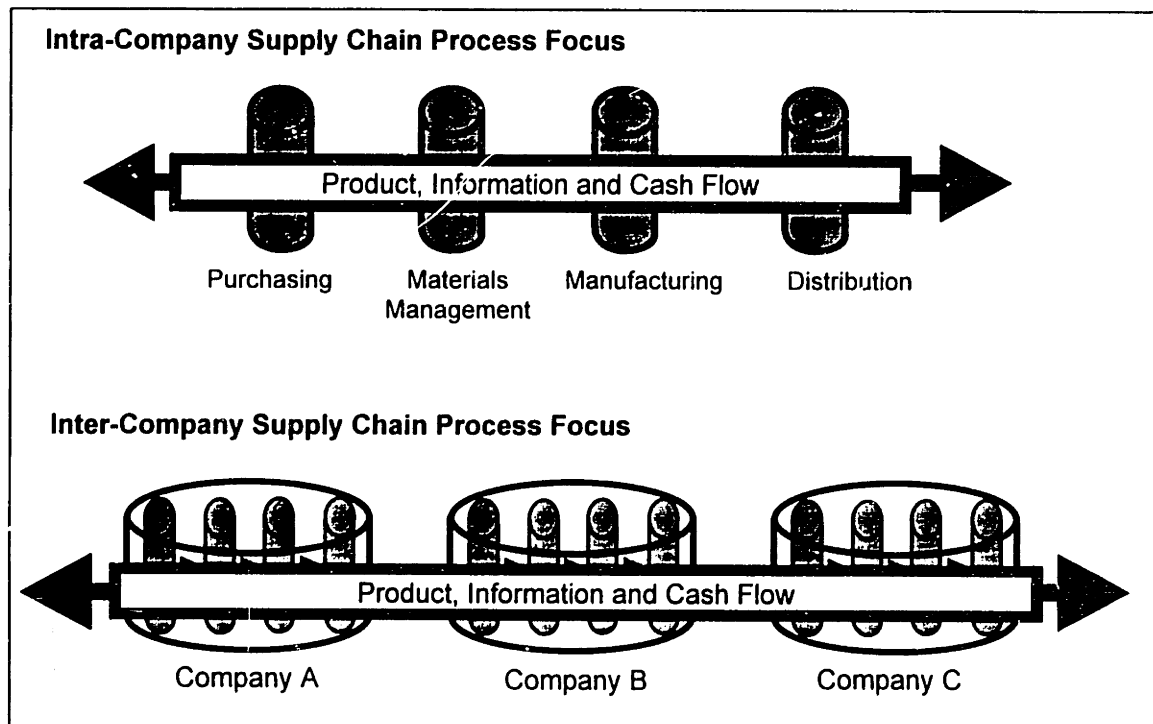 Intra-Company Supply Chain Process Focus
Product, Information and Cash Flow
Purchasing
Materials
Management
Manufacturing
Distribution
Inter-Company Supply Chain Process Focus
Product, Information and Cash Flow
Company A
Company B
Company C